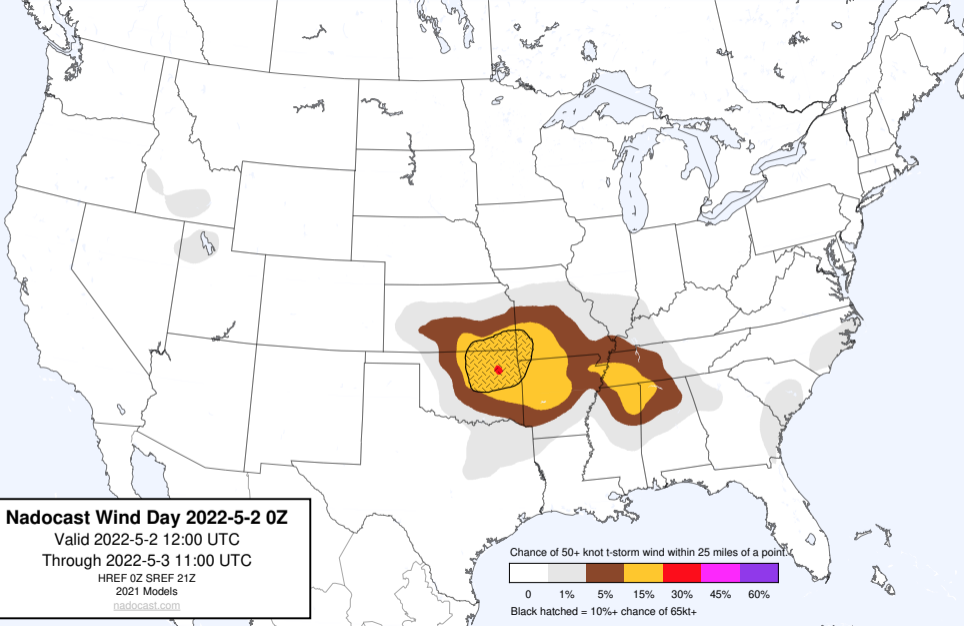 Nadocast Wind Day 2022-5-2 0Z
Valid 2022-5-2 12:00 UTC
Through 2022-5-3 11:00 UTC
HREF 0Z SREF 21Z
2021 Models
nadocast.com
Chance of 50+ knot t-storm wind within 25 miles of a point.
0 1% 5% 15% 30% 45% 60%
Black hatched = 10%+ chance of 65kt+